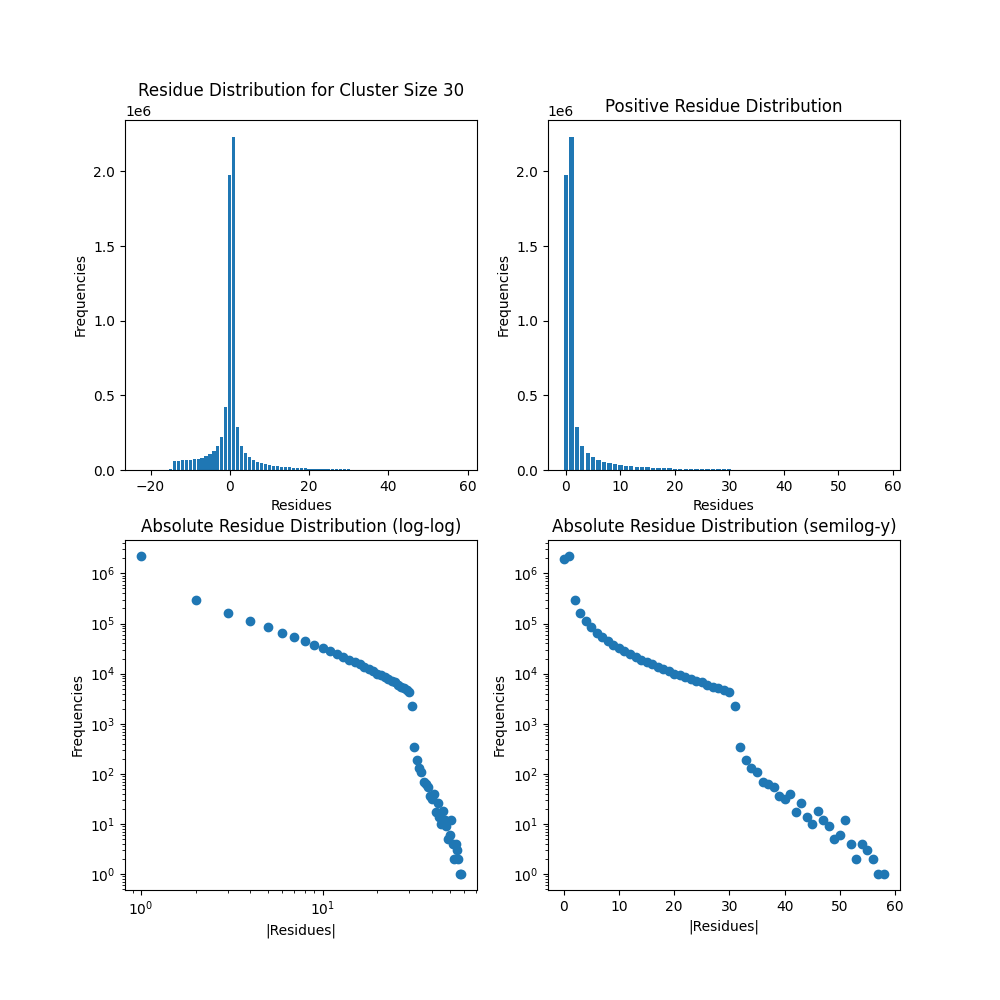 Residue Distribution for Cluster Size 30
1e6
2.0
1.5
1.0
0.5
0.0
Frequencies
−20 0 20 40 60
Residues
Positive Residue Distribution
1e6
2.0
1.5
1.0
0.5
0.0
Frequencies
0 10 20 30 40 50 60
Residues
Absolute Residue Distribution (log-log)
10⁶
10⁵
10⁴
10³
10²
10¹
10⁰
Frequencies
10⁰ 10¹
|Residues|
Absolute Residue Distribution (semilog-y)
10⁶
10⁵
10⁴
10³
10²
10¹
10⁰
Frequencies
0 10 20 30 40 50 60
|Residues|